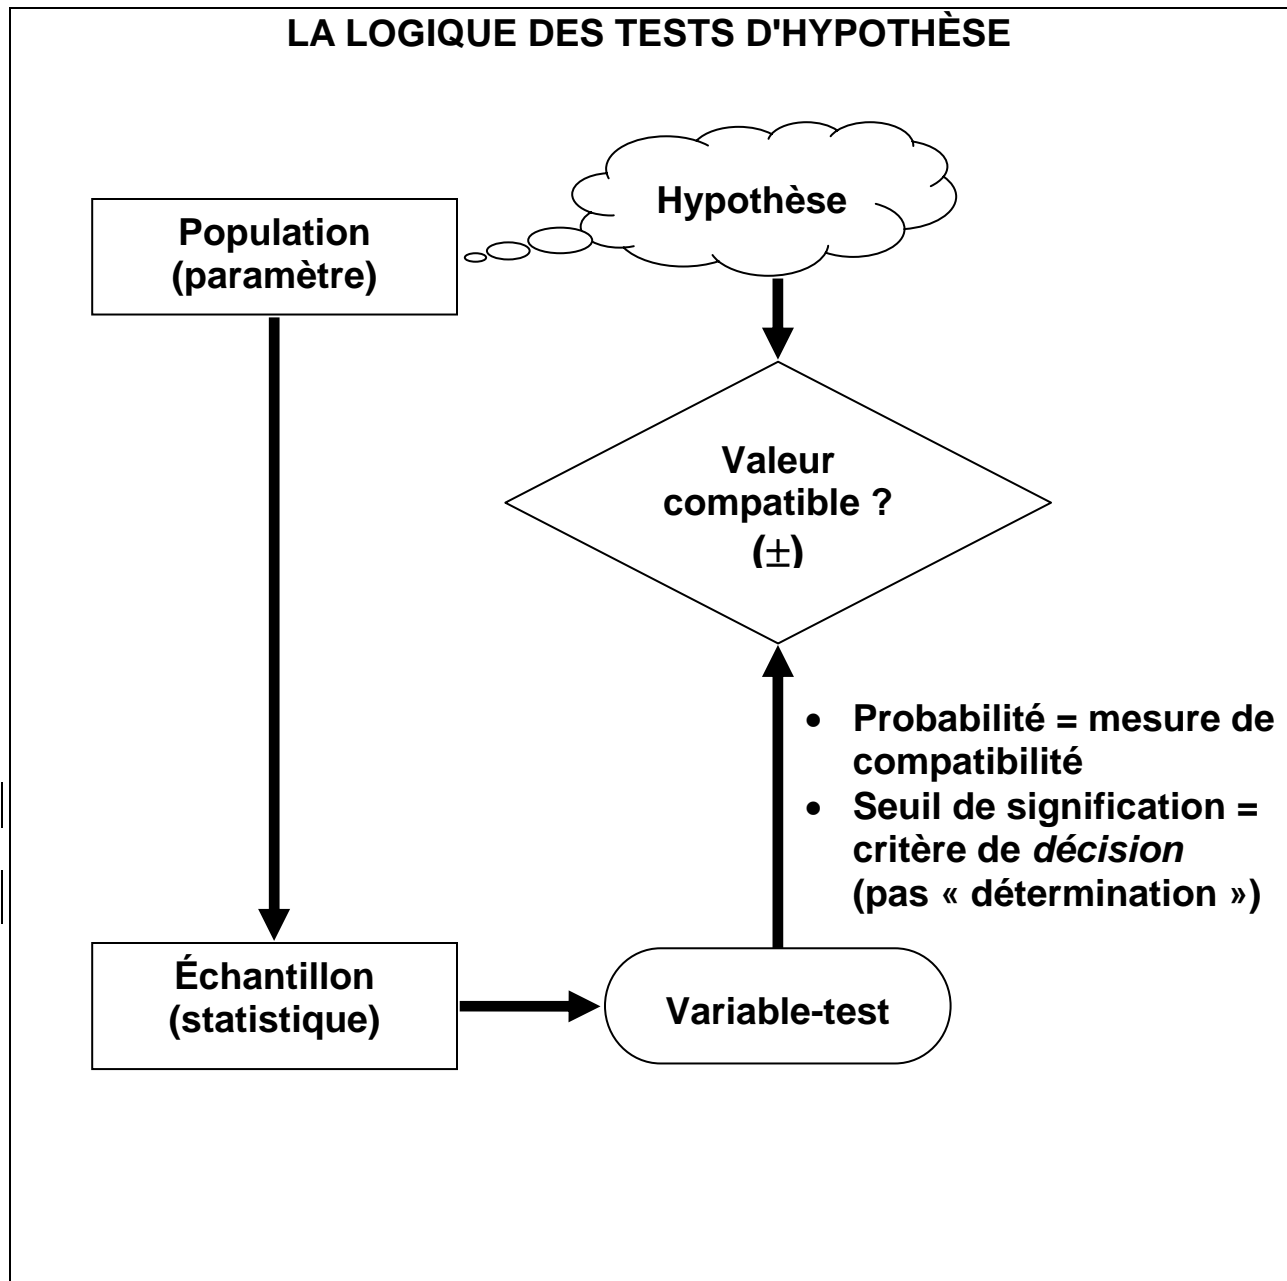 LA LOGIQUE DES TESTS D'HYPOTHÈSE
Hypothèse
Population
(paramètre)
Valeur
compatible ?
(±)
• Probabilité = mesure de
compatibilité
• Seuil de signification =
critère de décision
(pas « détermination »)
Échantillon
(statistique)
Variable-test